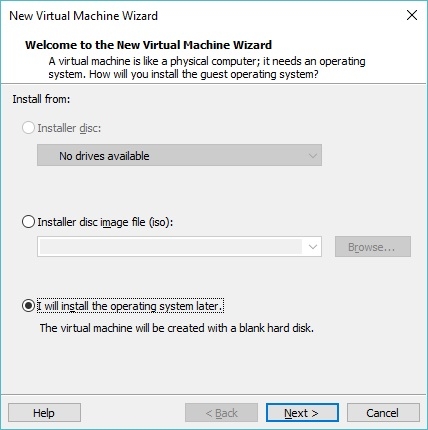 New Virtual Machine Wizard
Welcome to the New Virtual Machine Wizard
A virtual machine is like a physical computer; it needs an operating
system. How will you install the guest operating system?
Install from:
Installer disc:
No drives available
Installer disc image file (iso):
Browse...
I will install the operating system later.
The virtual machine will be created with a blank hard disk.
Help
< Back
Next >
Cancel